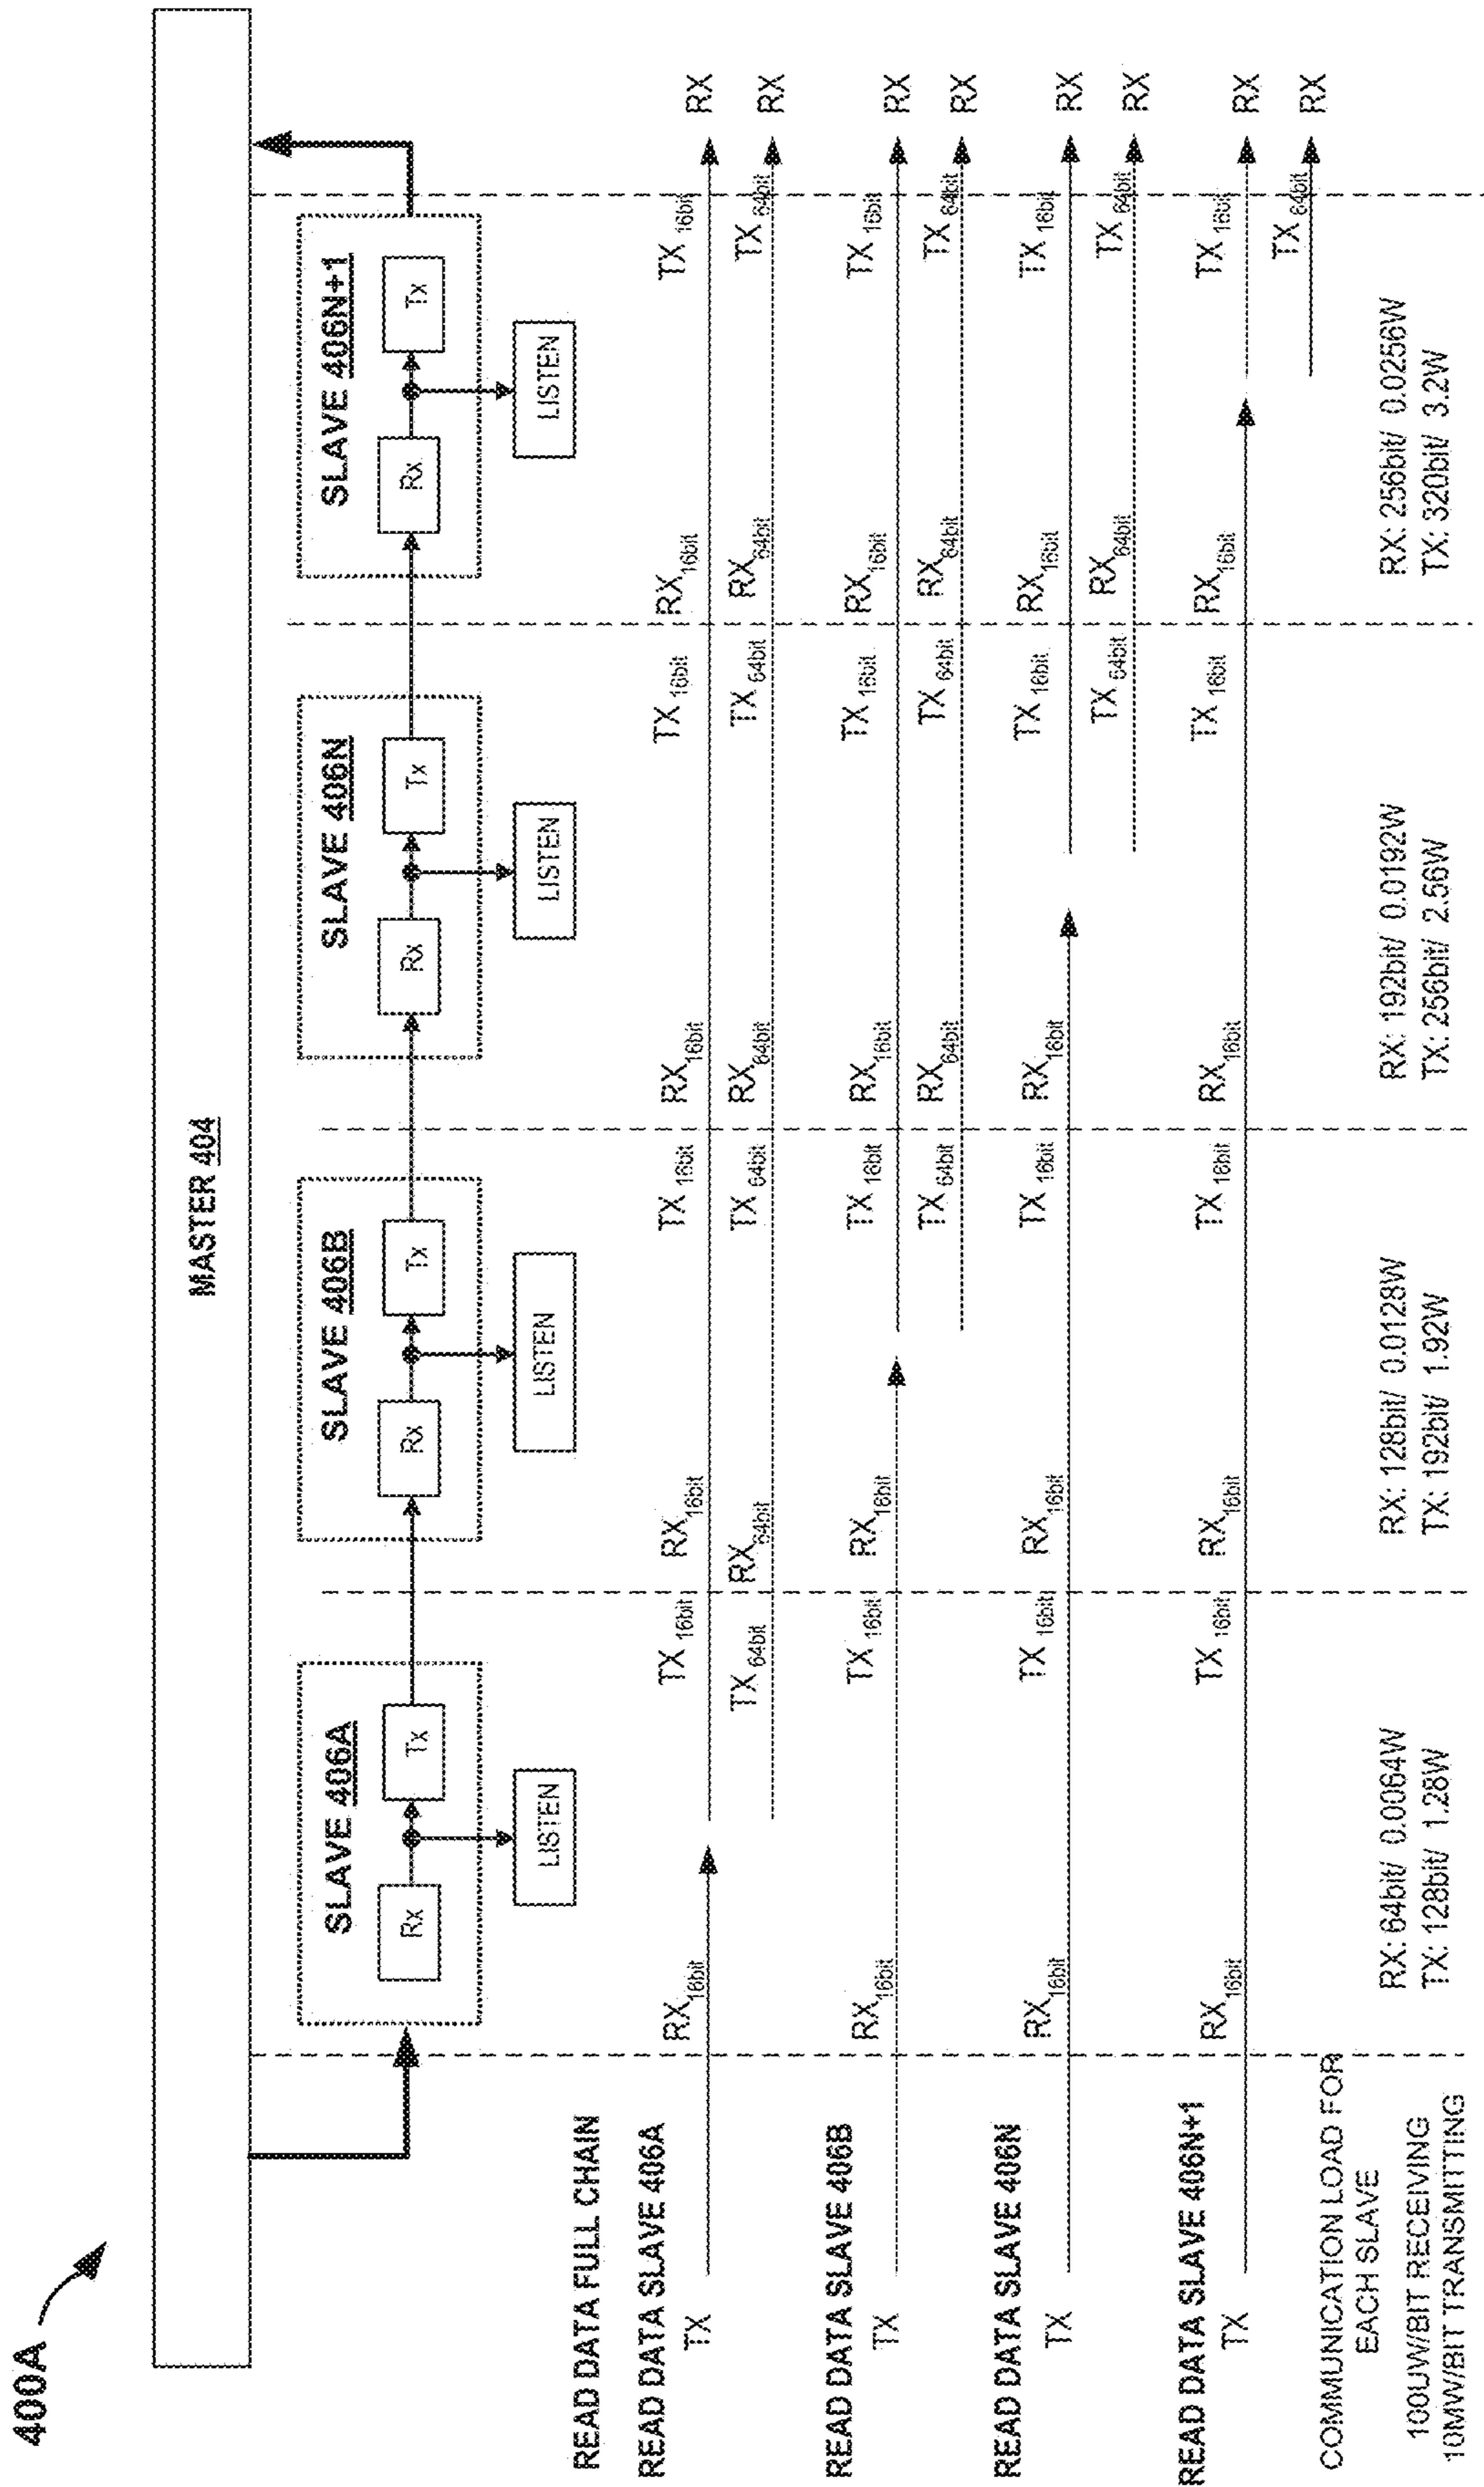 400A
MASTER 404
SLAVE 406A
Rx
Tx
LISTEN
SLAVE 406B
Rx
Tx
LISTEN
SLAVE 406N
Rx
Tx
LISTEN
SLAVE 406N+1
Rx
Tx
LISTEN
READ DATA FULL CHAIN
READ DATA SLAVE 406A
TX RX16bit TX 16bit RX16bit TX 16bit RX16bit TX 16bit RX16bit TX 16bit RX
TX 64bit RX64bit TX 64bit RX64bit TX 64bit RX64bit TX 64bit RX
READ DATA SLAVE 406B
TX RX16bit TX 16bit RX16bit TX 16bit RX16bit TX 16bit RX16bit TX 16bit RX
TX 64bit RX64bit TX 64bit RX64bit TX 64bit RX
READ DATA SLAVE 406N
TX RX16bit TX 16bit RX16bit TX 16bit RX16bit TX 16bit RX16bit TX 16bit RX
TX 64bit RX64bit TX 64bit RX
READ DATA SLAVE 406N+1
TX RX16bit TX 16bit RX16bit TX 16bit RX16bit TX 16bit RX16bit TX 16bit RX
TX 64bit RX
COMMUNICATION LOAD FOR
EACH SLAVE
100UW/BIT RECEIVING
10MW/BIT TRANSMITTING
RX: 64bit/ 0.0064W
TX: 128bit/ 1.28W
RX: 128bit/ 0.0128W
TX: 192bit/ 1.92W
RX: 192bit/ 0.0192W
TX: 256bit/ 2.56W
RX: 256bit/ 0.0256W
TX: 320bit/ 3.2W